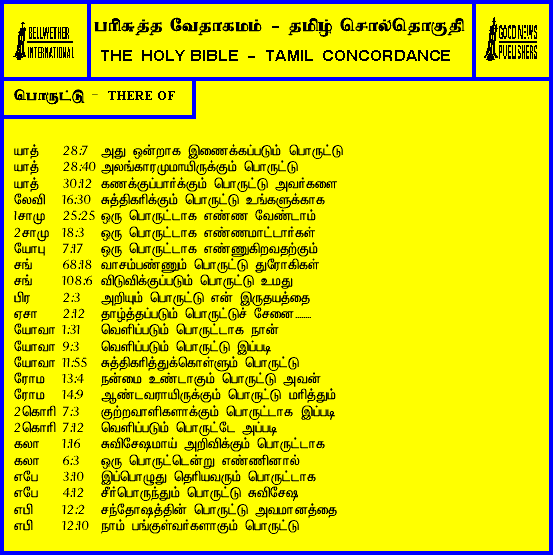 BELLWETHER
INTERNATIONAL
பரிசுத்த வேதாகமம் - தமிழ் சொல்தொகுதி
THE HOLY BIBLE - TAMIL CONCORDANCE
GOOD NEWS
PUBLISHERS
பொருட்டு - THERE OF
யாத் 28:7 அது ஒன்றாக இணைக்கப்படும் பொருட்டு
யாத் 28:40 அலங்காரமுமாயிருக்கும் பொருட்டு
யாத் 30:12 கணக்குப்பார்க்கும் பொருட்டு அவர்களை
லேவி 16:30 சுத்திகரிக்கும் பொருட்டு உங்களுக்காக
1சாமு 25:25 ஒரு பொருட்டாக எண்ண வேண்டாம்
2சாமு 18:3 ஒரு பொருட்டாக எண்ணமாட்டார்கள்
யோபு 7:17 ஒரு பொருட்டாக எண்ணுகிறவதற்கும்
சங் 68:18 வாசம்பண்ணும் பொருட்டு துரோகிகள்
சங் 108:6 விடுவிக்குப்படும் பொருட்டு உமது
பிர 2:3 அறியும் பொருட்டு என் இருதயத்தை
ஏசா 2:12 தாழ்த்தப்படும் பொருட்டுச் சேனை........
யோவா 1:31 வெளிப்படும் பொருட்டாக நான்
யோவா 9:3 வெளிப்படும் பொருட்டு இப்படி
யோவா 11:55 சுத்திகரித்துக்கொள்ளும் பொருட்டு
ரோம 13:4 நன்மை உண்டாகும் பொருட்டு அவன்
ரோம 14:9 ஆண்டவராயிருக்கும் பொருட்டு மரித்தும்
2கொரி 7:3 குற்றவாளிகளாக்கும் பொருட்டாக இப்படி
2கொரி 7:12 வெளிப்படும் பொருட்டே அப்படி
கலா 1:16 சுவிசேஷமாய் அறிவிக்கும் பொருட்டாக
கலா 6:3 ஒரு பொருட்டென்று எண்ணினால்
எபே 3:10 இப்பொழுது தெரியவரும் பொருட்டாக
எபே 4:12 சீர்பொருந்தும் பொருட்டு சுவிசேஷ
எபி 12:2 சந்தோஷத்தின் பொருட்டு அவமானத்தை
எபி 12:10 நாம் பங்குள்வர்களாகும் பொருட்டு